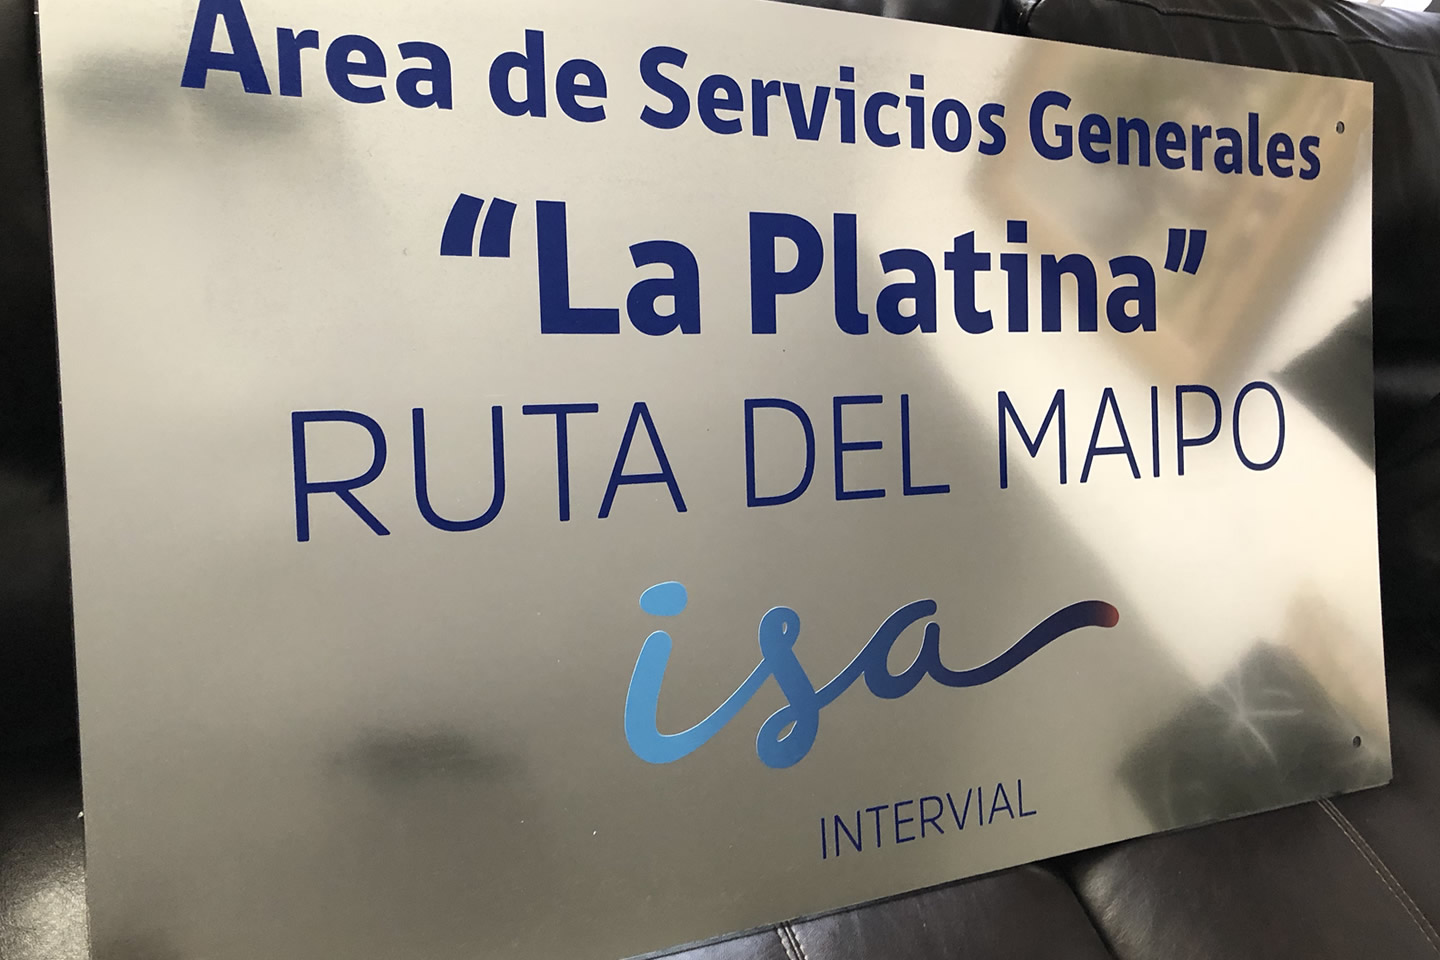 Area de Servicios Generales
“La Platina”
RUTA DEL MAIPO
isa
INTERVIAL